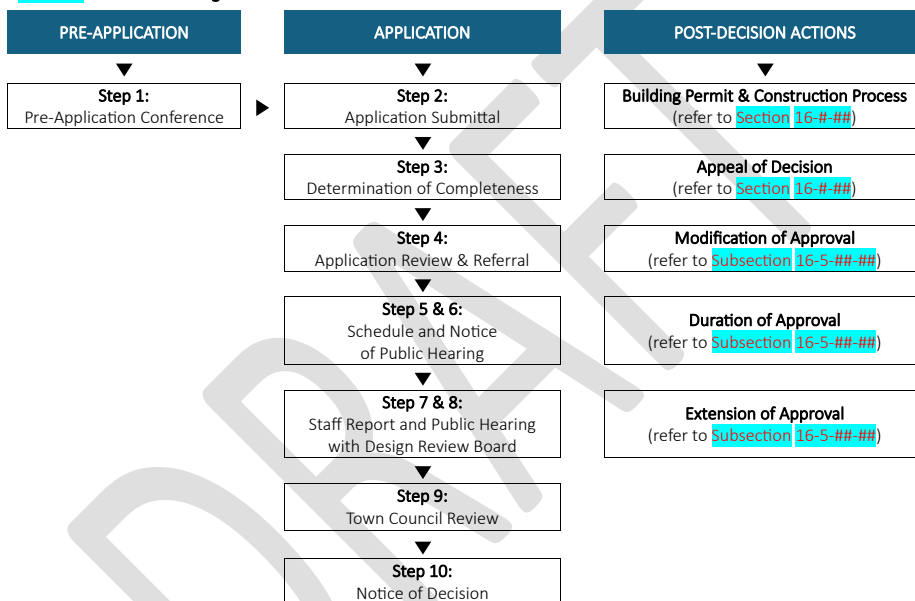 PRE-APPLICATION
Step 1:
Pre-Application Conference
APPLICATION
Step 2:
Application Submittal
Step 3:
Determination of Completeness
Step 4:
Application Review & Referral
Step 5 & 6:
Schedule and Notice
of Public Hearing
Step 7 & 8:
Staff Report and Public Hearing
with Design Review Board
Step 9:
Town Council Review
Step 10:
Notice of Decision
POST-DECISION ACTIONS
Building Permit & Construction Process
(refer to Section 16-#-##)
Appeal of Decision
(refer to Section 16-#-##)
Modification of Approval
(refer to Subsection 16-5-##-##)
Duration of Approval
(refer to Subsection 16-5-##-##)
Extension of Approval
(refer to Subsection 16-5-##-##)
DRAFT